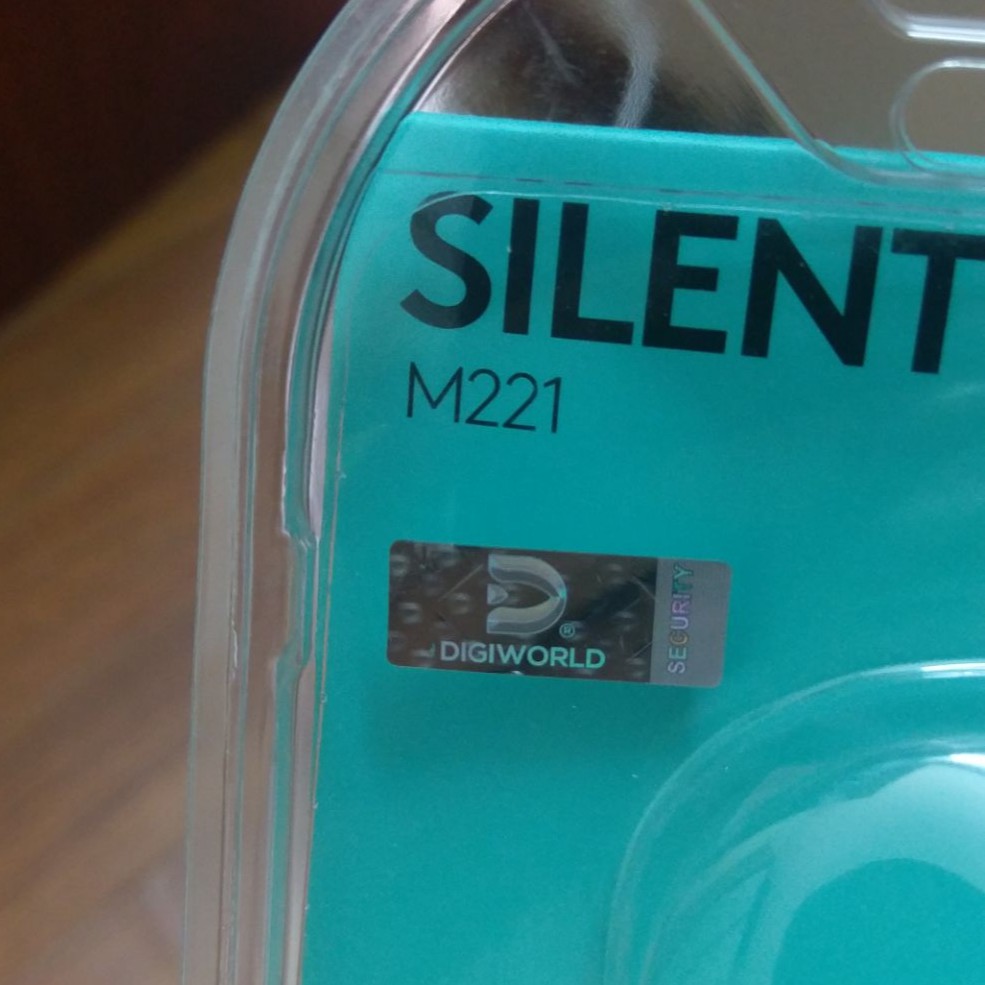 SILENT
M221
®
DIGIWORLD
SECURITY